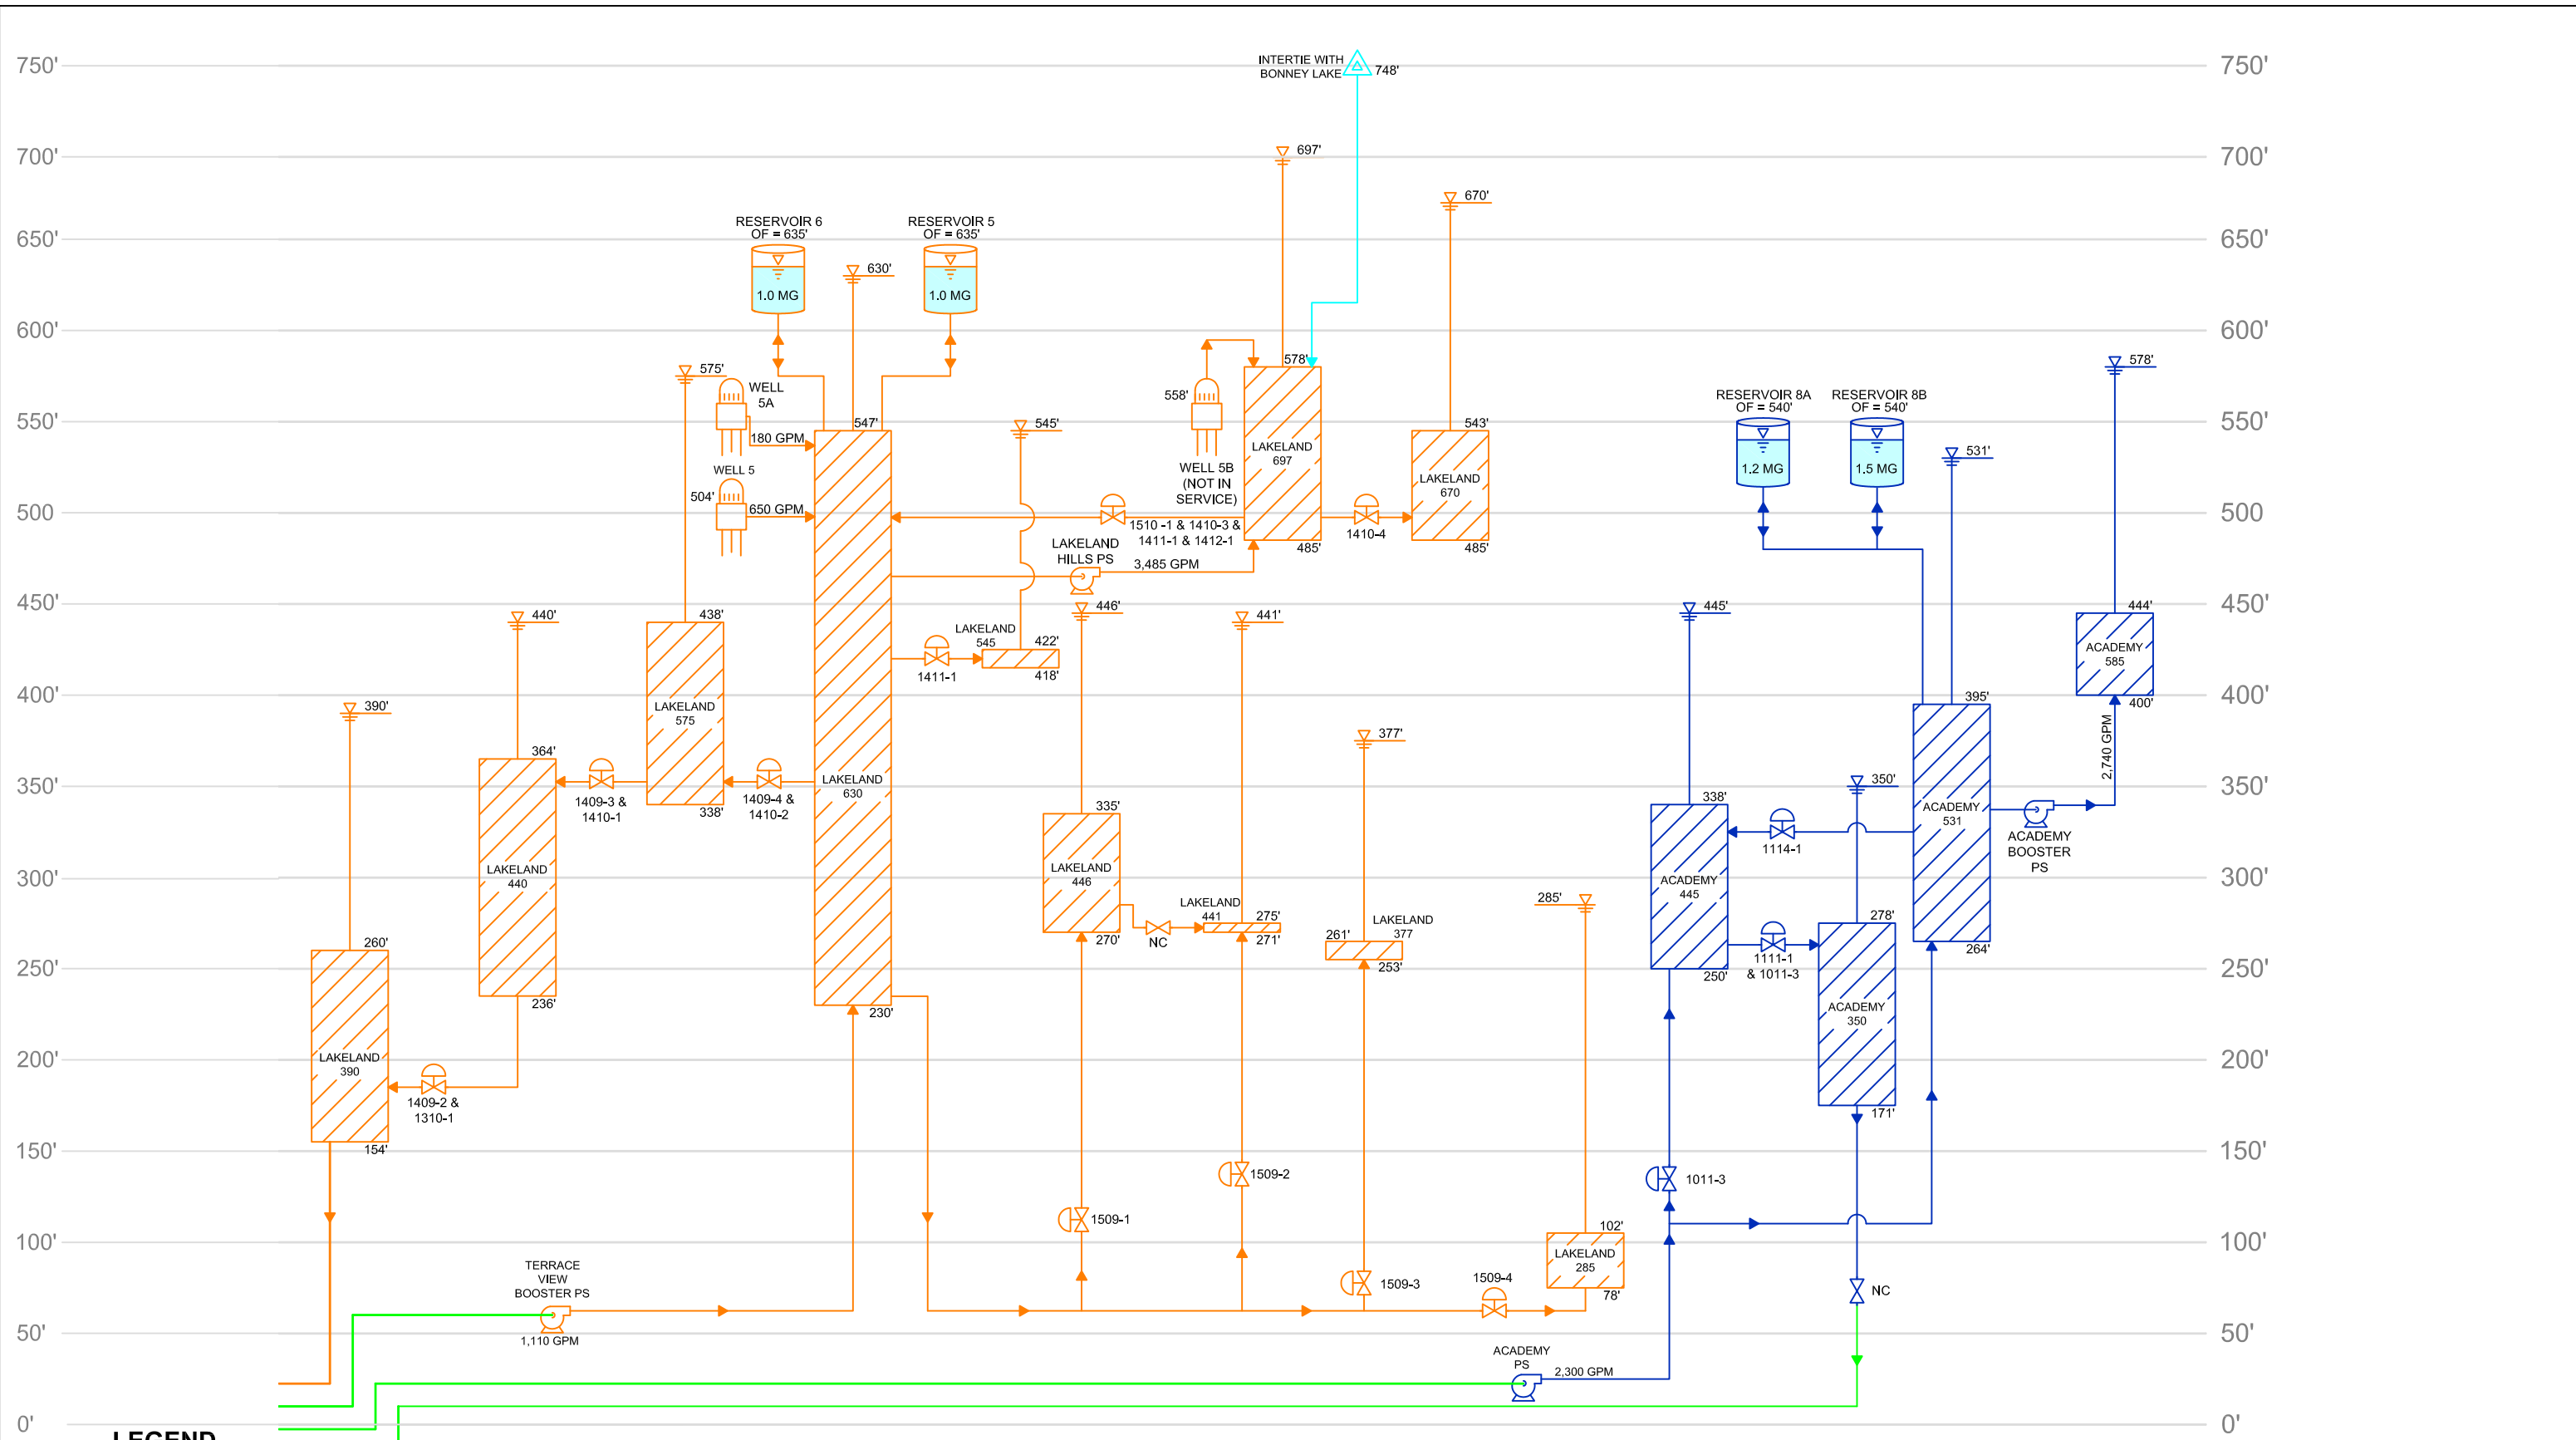 750'
INTERTIE WITH
BONNEY LAKE
748'
750'
700'
697'
700'
670'
650'
RESERVOIR 6
OF = 635'
RESERVOIR 5
OF = 635'
650'
630'
1.0 MG
1.0 MG
600'
600'
575'
WELL
5A
578'
578'
558'
RESERVOIR 8A
OF = 540'
RESERVOIR 8B
OF = 540'
550'
547'
545'
543'
550'
180 GPM
LAKELAND
697
531'
WELL 5
WELL 5B
(NOT IN
SERVICE)
LAKELAND
670
1.2 MG
1.5 MG
504'
650 GPM
500'
500
1510 -1 & 1410-3 &
1411-1 & 1412-1
1410-4
LAKELAND
HILLS PS
485'
485'
3,485 GPM
450'
446'
445'
444'
450'
440'
438'
441'
LAKELAND
545
422'
ACADEMY
585
1411-1
418'
400'
395'
400'
400'
390'
LAKELAND
575
377'
2,740 GPM
364'
350'
LAKELAND
630
350'
350'
1409-3 &
1410-1
1409-4 &
1410-2
338'
335'
338'
ACADEMY
531
1114-1
ACADEMY
BOOSTER
PS
300'
LAKELAND
440
LAKELAND
446
ACADEMY
445
300'
285'
LAKELAND
441
275'
LAKELAND
377
278'
260'
270'
NC
271'
261'
264'
253'
1111-1
& 1011-3
250'
250'
250'
236'
230'
ACADEMY
350
200'
LAKELAND
390
200'
1409-2 &
1310-1
171'
154'
150'
1509-2
1011-3
150'
1509-1
100'
102'
100'
TERRACE
VIEW
BOOSTER PS
LAKELAND
285
1509-3
1509-4
78'
NC
50'
1,110 GPM
50'
ACADEMY
PS
2,300 GPM
0'
0'
LEGEND